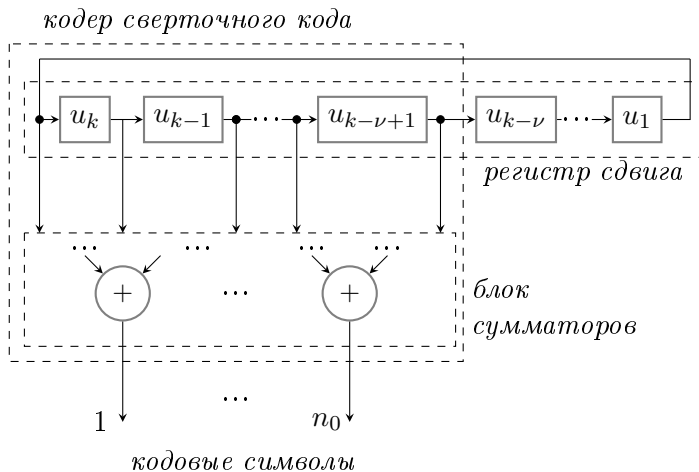 кодер сверточного кода
u_k u_{k−1} ··· u_{k−ν+1} u_{k−ν} ··· u_1
регистр сдвига
··· ··· ··· ···
+ ··· +
блок
сумматоров
···
1 n_0
кодовые символы